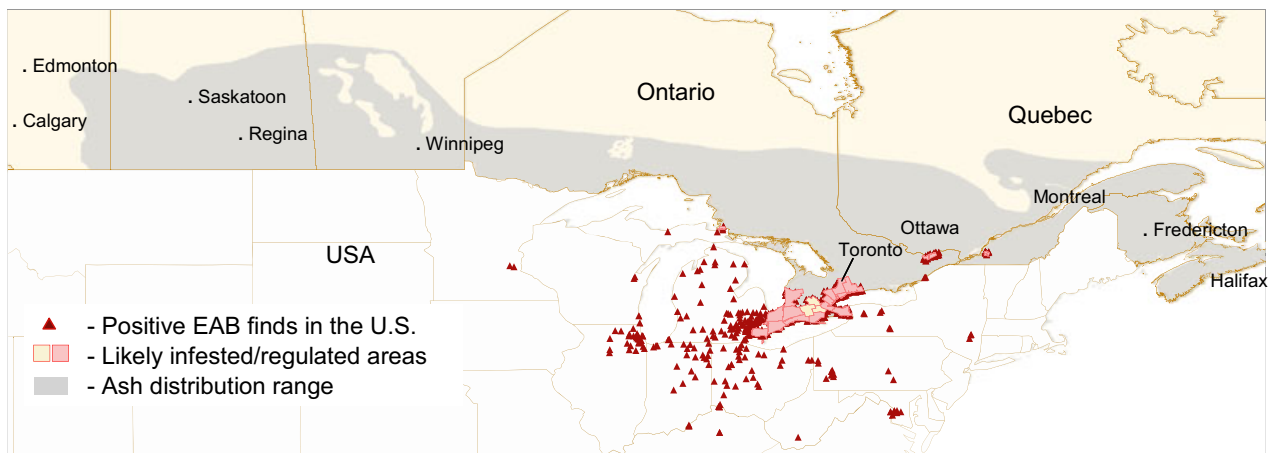 Edmonton
Saskatoon
Calgary
Regina
Winnipeg
Ontario
Quebec
Montreal
Ottawa
Fredericton
Toronto
USA
Halifax
- Positive EAB finds in the U.S.
- Likely infested/regulated areas
- Ash distribution range